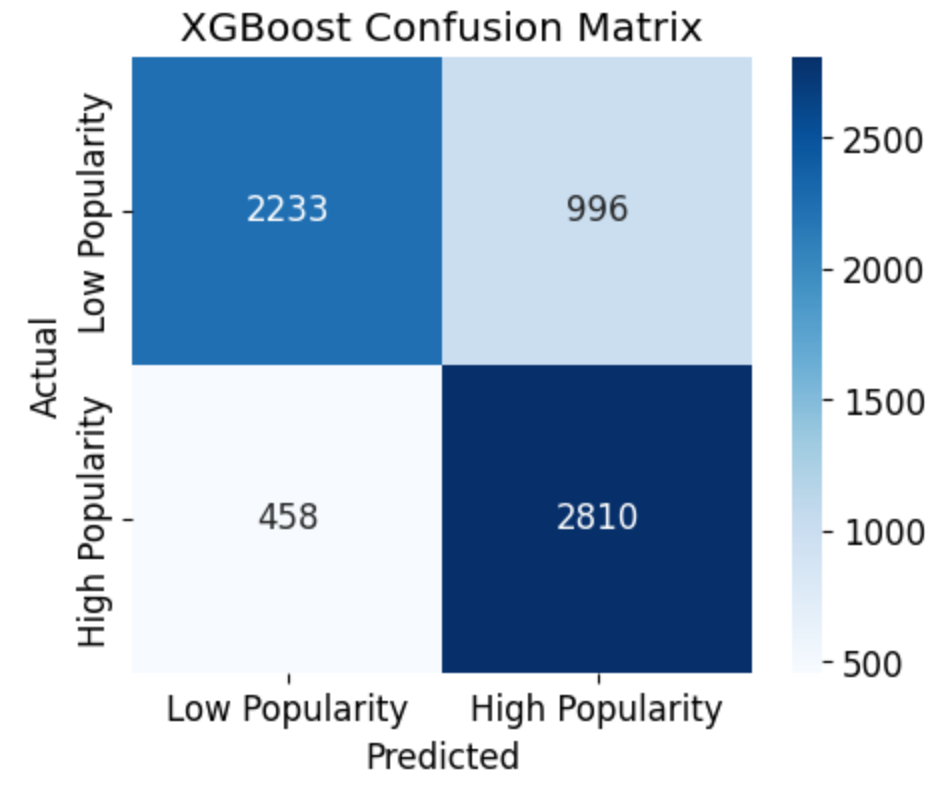 XGBoost Confusion Matrix
Actual
Low Popularity
High Popularity
2233
996
458
2810
Low Popularity
High Popularity
Predicted
2500
2000
1500
1000
500